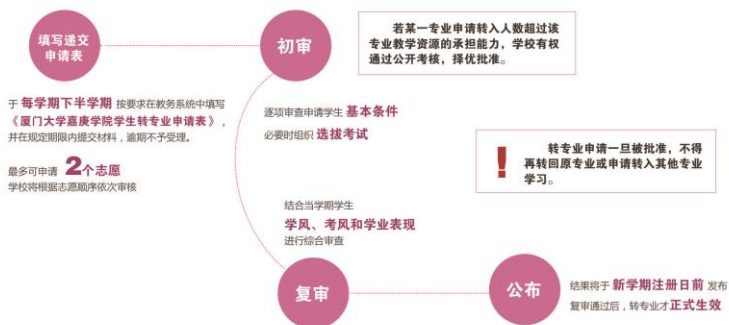 填写递交
申请表
初审
若某一专业申请转入人数超过该
专业教学资源的承担能力，学校有权
通过公开考核，择优批准。
于 每学期下半学期 按要求在教务系统中填写
《厦门大学嘉庚学院学生转专业申请表》，
并在规定期限内提交材料，逾期不予受理。
最多可申请 2个志愿
学校将根据志愿顺序依次审核
逐项审查申请学生 基本条件
必要时组织 选拔考试
！
转专业申请一旦被批准，不得
再转回原专业或申请转入其他专业
学习。
结合当学期学生
学风、考风和学业表现
进行综合审查
复审
公布
结果将于 新学期注册日前 发布
复审通过后，转专业才正式生效